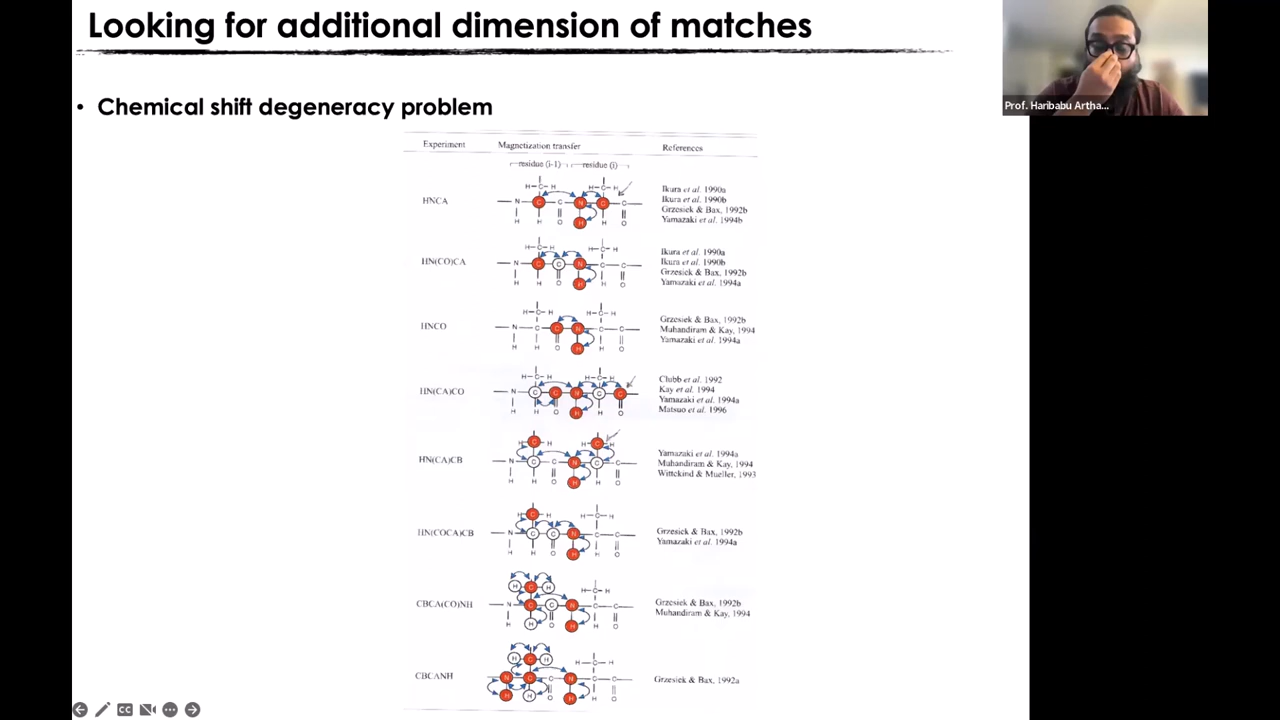 Looking for additional dimension of matches
Prof. Haribabu Artha...
• Chemical shift degeneracy problem
Experiment Magnetization transfer References
residue (i-1) residue (i)
HNCA
Ikura et al. 1990a
Ikura et al. 1990b
Grzesiek & Bax, 1992b
Yamazaki et al. 1994b
HN(CO)CA
Ikura et al. 1990a
Ikura et al. 1990b
Grzesiek & Bax, 1992b
Yamazaki et al. 1994a
HNCO
Grzesiek & Bax, 1992b
Muhandiram & Kay, 1994
Yamazaki et al. 1994a
HN(CA)CO
Clubb et al. 1992
Kay et al. 1994
Yamazaki et al. 1994a
Matsuo et al. 1996
HN(CA)CB
Yamazaki et al. 1994a
Muhandiram & Kay, 1994
Wittekind & Mueller, 1993
HN(COCA)CB
Grzesiek & Bax, 1992b
Yamazaki et al. 1994a
CBCA(CO)NH
Grzesiek & Bax, 1992b
Muhandiram & Kay, 1994
CBCANH
Grzesiek & Bax, 1992a
CC